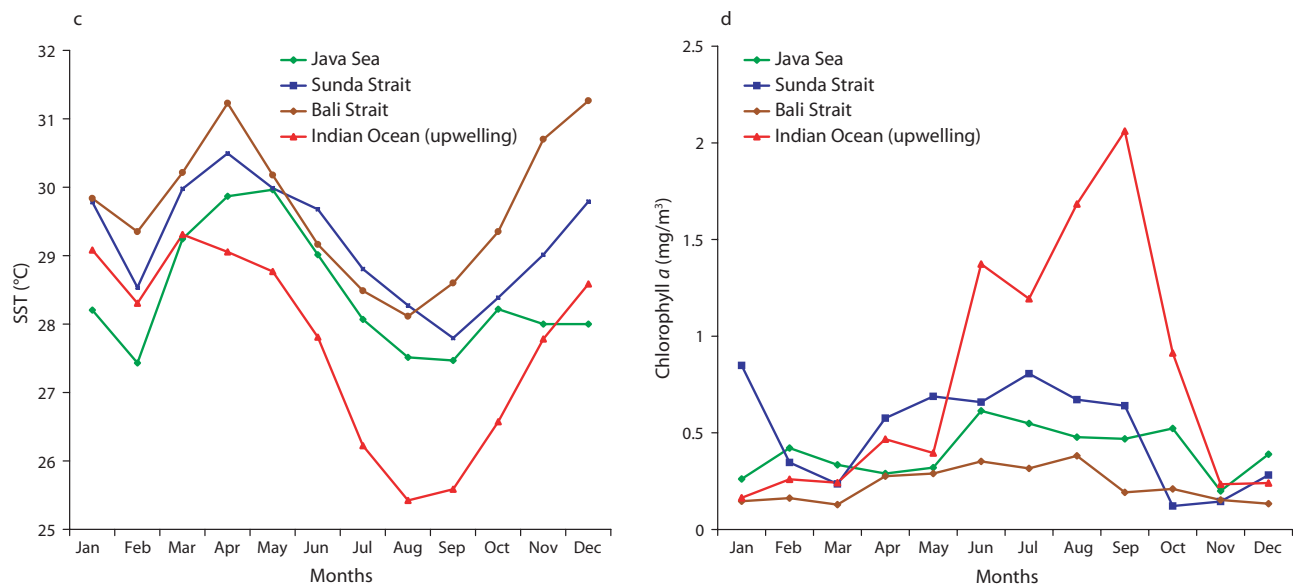 c
32
31
30
29
28
27
26
25
SST (°C)
Java Sea
Sunda Strait
Bali Strait
Indian Ocean (upwelling)
Jan Feb Mar Apr May Jun Jul Aug Sep Oct Nov Dec
Months
d
2.5
2
1.5
1
0.5
0
Chlorophyll a (mg/m³)
Java Sea
Sunda Strait
Bali Strait
Indian Ocean (upwelling)
Jan Feb Mar Apr May Jun Jul Aug Sep Oct Nov Dec
Months